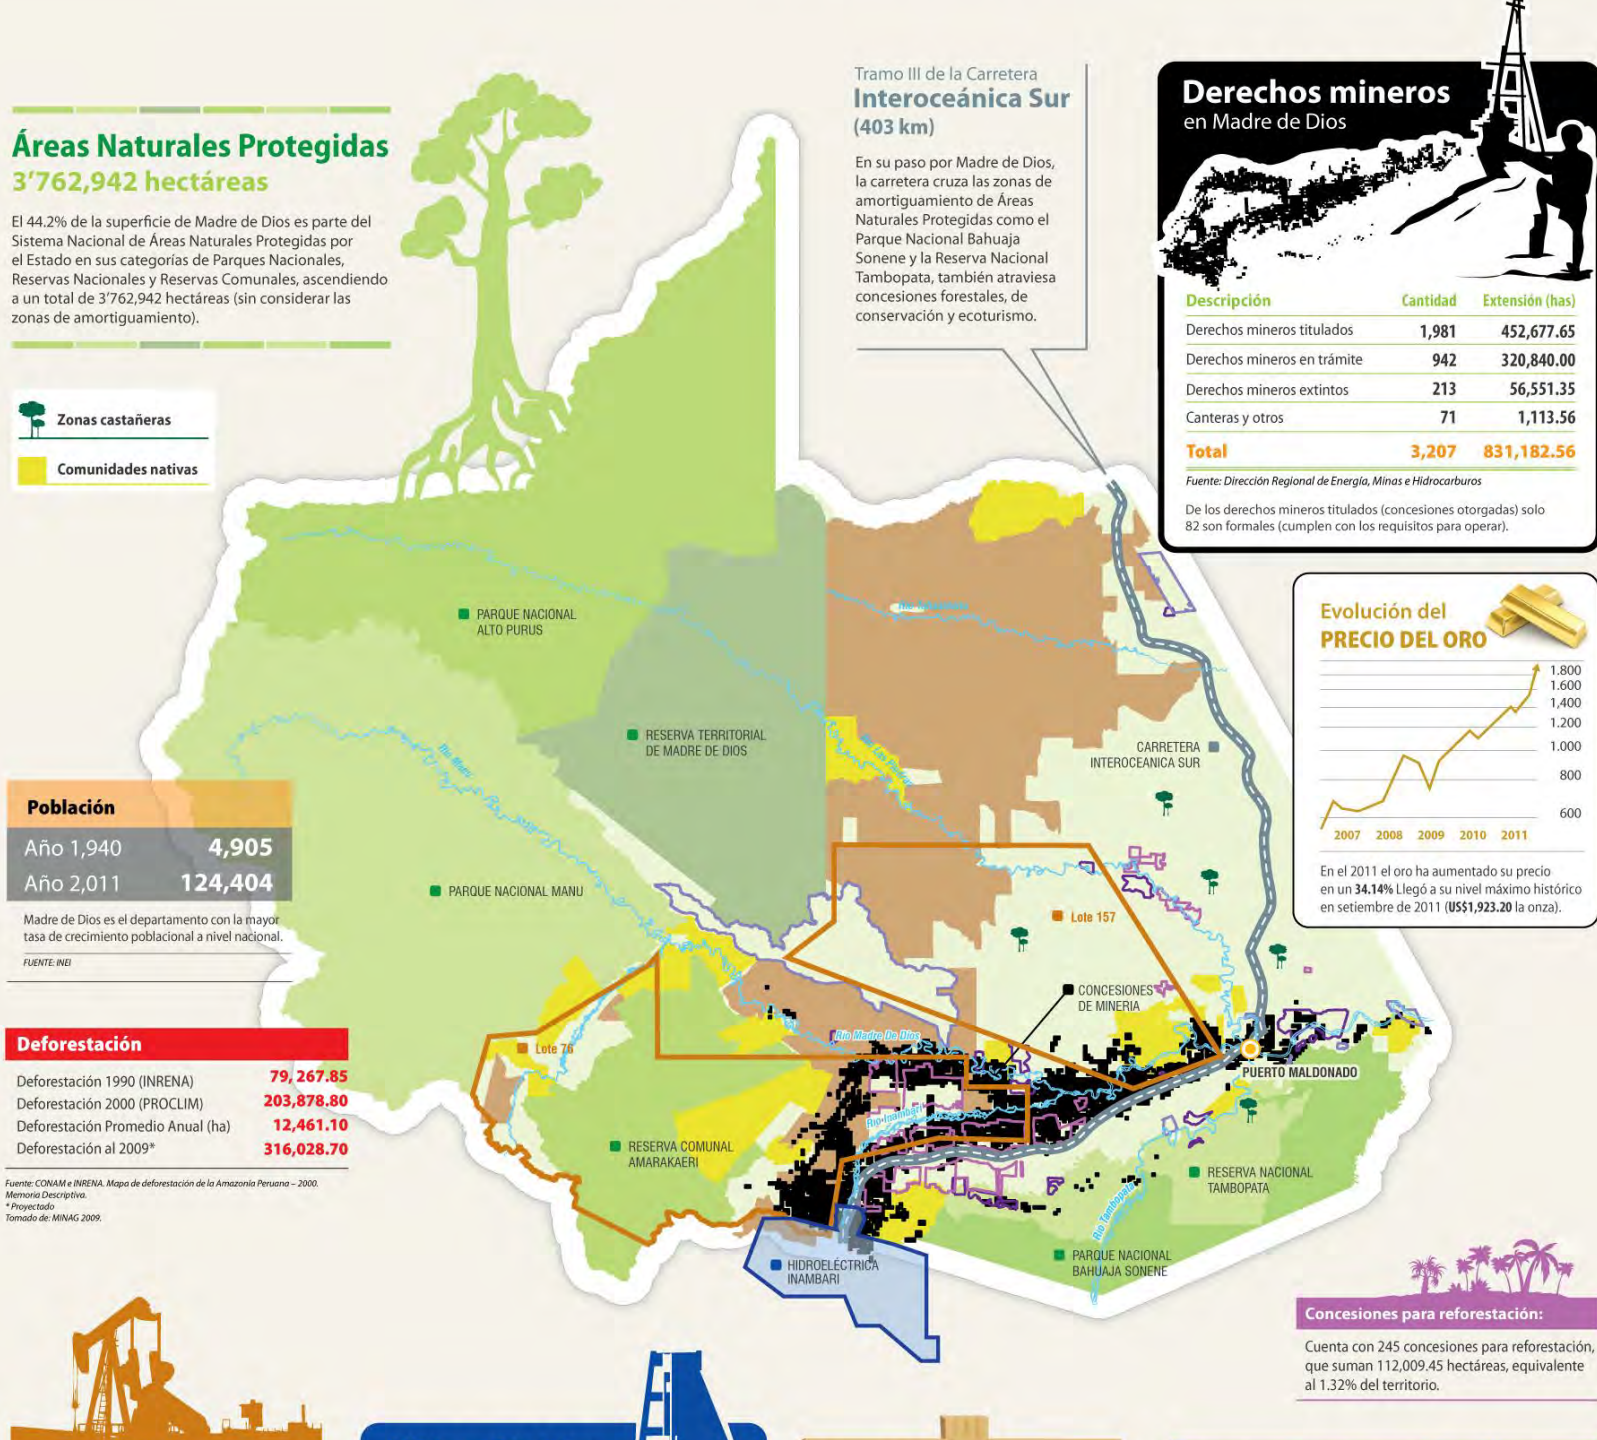 Áreas Naturales Protegidas
3'762,942 hectáreas
El 44.2% de la superficie de Madre de Dios es parte del
Sistema Nacional de Áreas Naturales Protegidas por
el Estado en sus categorías de Parques Nacionales,
Reservas Nacionales y Reservas Comunales, ascendiendo
a un total de 3'762,942 hectáreas (sin considerar las
zonas de amortiguamiento).
Zonas castañeras
Comunidades nativas
Tramo III de la Carretera
Interoceánica Sur
(403 km)
En su paso por Madre de Dios,
la carretera cruza las zonas de
amortiguamiento de Áreas
Naturales Protegidas como el
Parque Nacional Bahuaja
Sonene y la Reserva Nacional
Tambopata, también atraviesa
concesiones forestales, de
conservación y ecoturismo.
Derechos mineros
en Madre de Dios
Descripción Cantidad Extensión (has)
Derechos mineros titulados 1,981 452,677.65
Derechos mineros en trámite 942 320,840.00
Derechos mineros extintos 213 56,551.35
Canteras y otros 71 1,113.56
Total 3,207 831,182.56
Fuente: Dirección Regional de Energía, Minas e Hidrocarburos
De los derechos mineros titulados (concesiones otorgadas) solo
82 son formales (cumplen con los requisitos para operar).
Evolución del
PRECIO DEL ORO
1.800
1.600
1,400
1.200
1.000
800
600
2007 2008 2009 2010 2011
En el 2011 el oro ha aumentado su precio
en un 34.14% Llegó a su nivel máximo histórico
en setiembre de 2011 (US$1,923.20 la onza).
PARQUE NACIONAL
ALTO PURUS
RESERVA TERRITORIAL
DE MADRE DE DIOS
Río Manu
Río Las Piedras
CARRETERA
INTEROCEANICA SUR
PARQUE NACIONAL MANU
Lote 157
CONCESIONES
DE MINERIA
Río Madre De Dios
Lote 76
PUERTO MALDONADO
Río Inambari
RESERVA COMUNAL
AMARAKAERI
RESERVA NACIONAL
TAMBOPATA
Río Tambopata
PARQUE NACIONAL
BAHUAJA SONENE
HIDROELÉCTRICA
INAMBARI
Población
Año 1,940 4,905
Año 2,011 124,404
Madre de Dios es el departamento con la mayor
tasa de crecimiento poblacional a nivel nacional.
FUENTE: INEI
Deforestación
Deforestación 1990 (INRENA) 79, 267.85
Deforestación 2000 (PROCLIM) 203,878.80
Deforestación Promedio Anual (ha) 12,461.10
Deforestación al 2009* 316,028.70
Fuente: CONAM e INRENA. Mapa de deforestación de la Amazonía Peruana – 2000.
Memoria Descriptiva.
* Proyectado
Tomado de: MINAG 2009.
Concesiones para reforestación:
Cuenta con 245 concesiones para reforestación,
que suman 112,009.45 hectáreas, equivalente
al 1.32% del territorio.